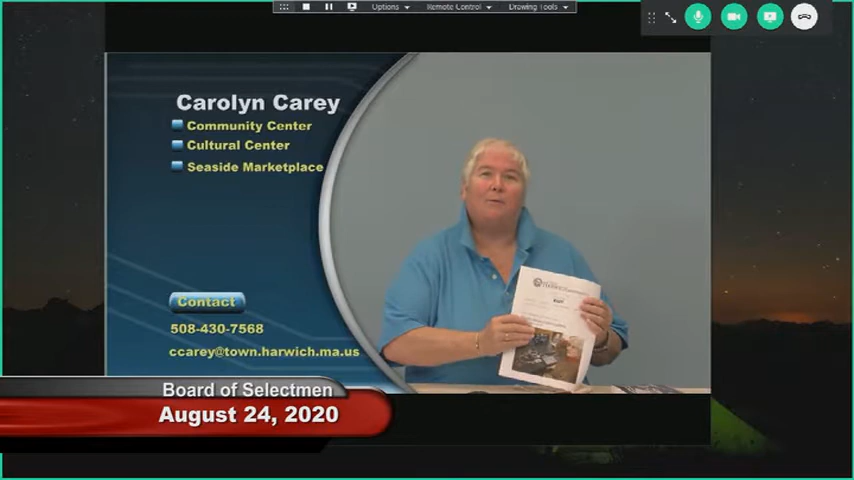 Options
Remote Control
Drawing Tools
Carolyn Carey
Community Center
Cultural Center
Seaside Marketplace
Contact
508-430-7568
ccarey@town.harwich.ma.us
Board of Selectmen
August 24, 2020